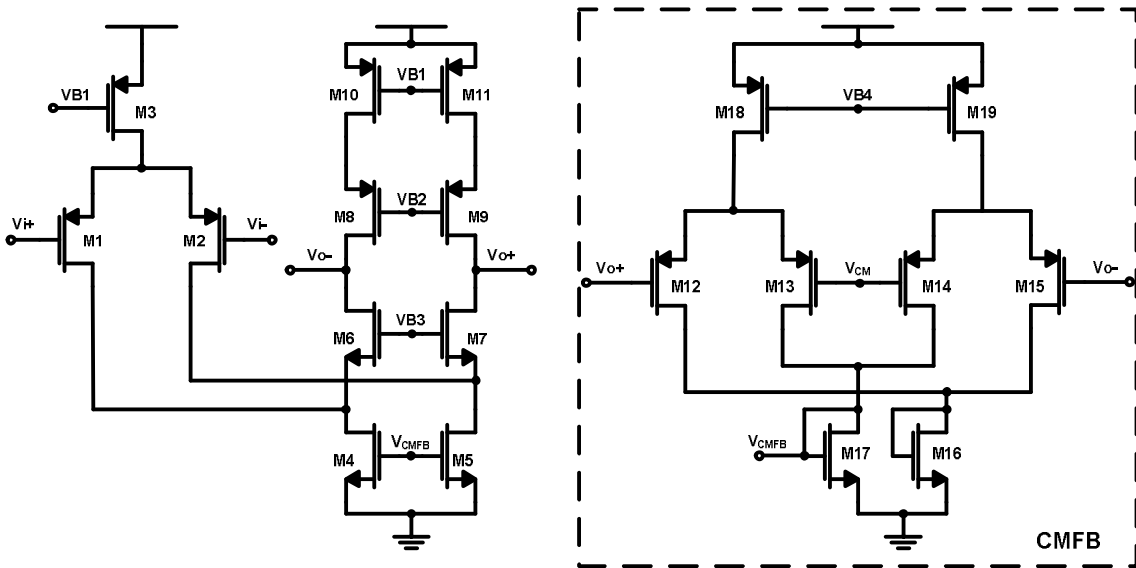 VB1
M3
Vi+
M1
M2
Vi-
M10
VB1
M11
M8
VB2
M9
Vo-
Vo+
M6
VB3
M7
M4
VCMFB
M5
M18
VB4
M19
Vo+
M12
M13
VCM
M14
M15
Vo-
VCMFB
M17
M16
CMFB